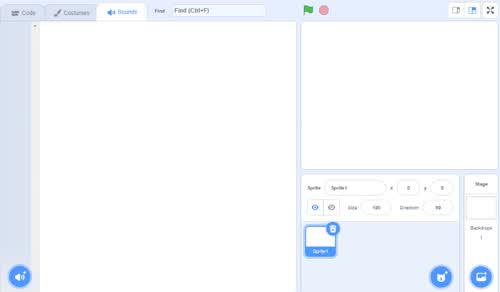 Code
Costumes
Sounds
Find
Find (Ctrl+F)
Sprite
Sprite1
x
0
y
0
Size
100
Direction
90
Sprite1
Stage
Backdrops
1